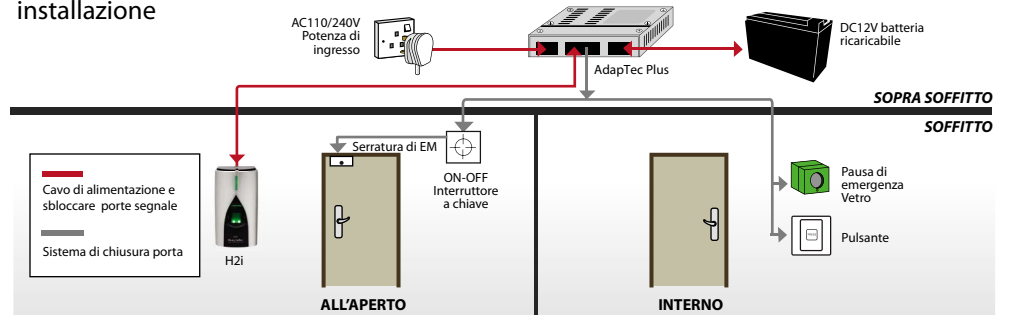 installazione
AC110/240V
Potenza di
ingresso
AdapTec Plus
DC12V batteria
ricaricabile
SOPRA SOFFITTO
SOFFITTO
Cavo di alimentazione e
sbloccare porte segnale
Sistema di chiusura porta
H2i
Serratura di EM
ON-OFF
Interruttore
a chiave
ALL'APERTO
INTERNO
Pausa di
emergenza
Vetro
Pulsante